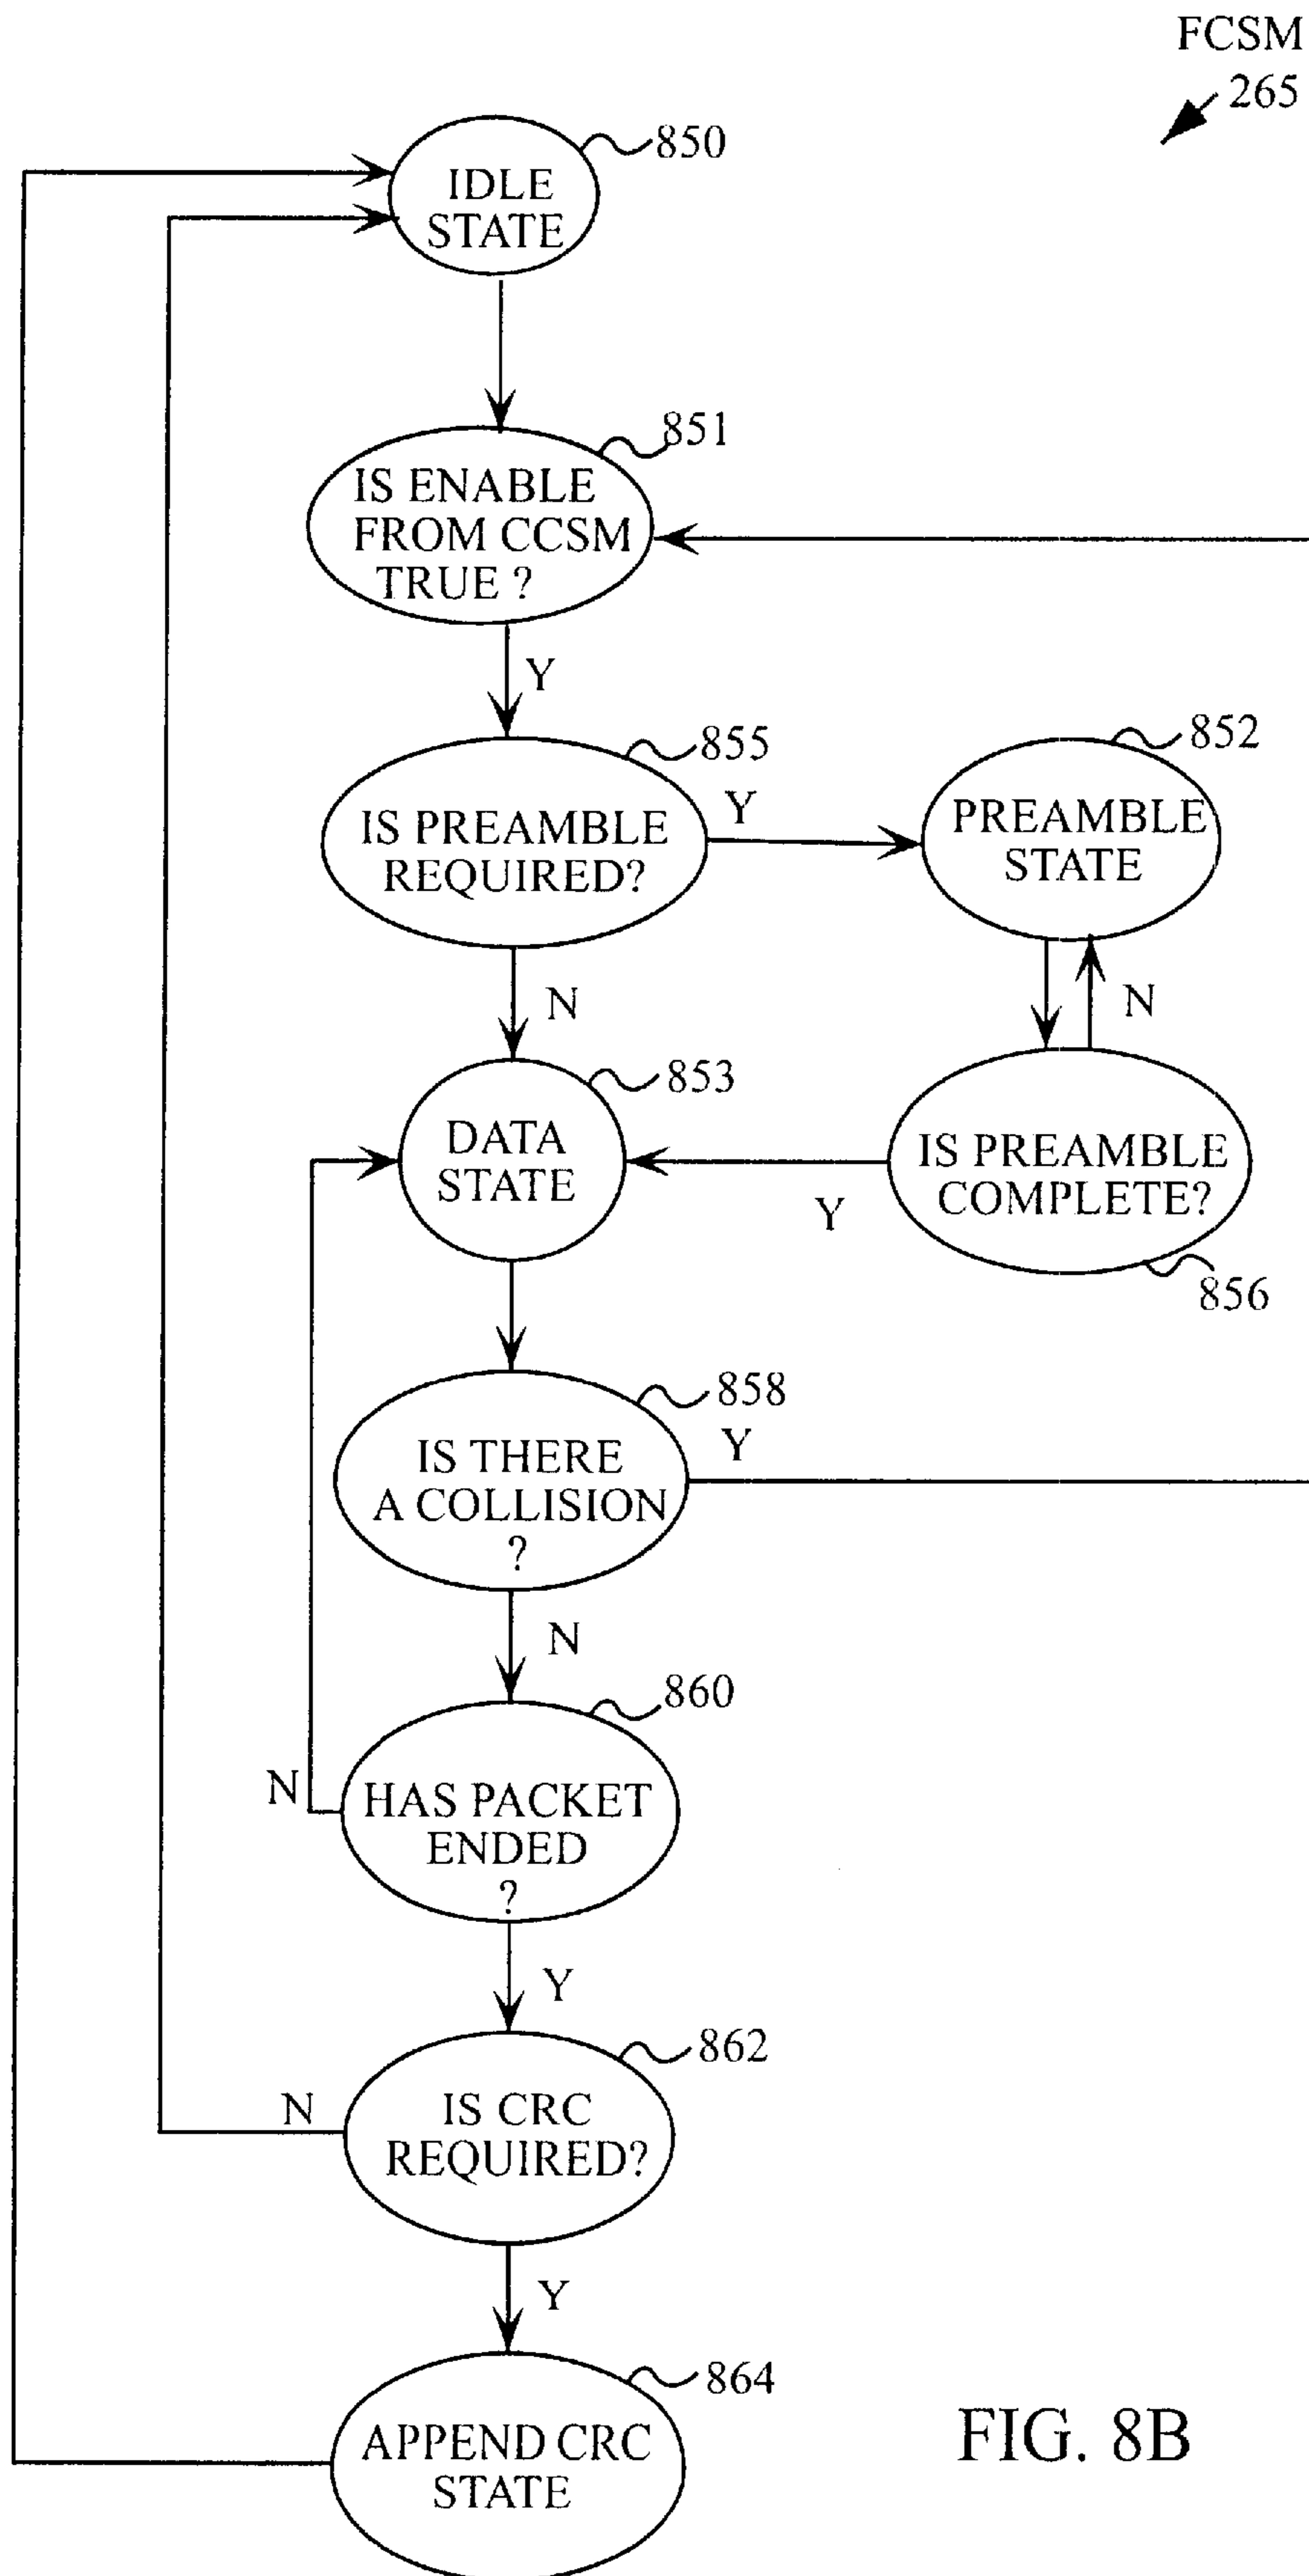 FCSM
265
850
IDLE
STATE
851
IS ENABLE
FROM CCSM
TRUE ?
Y
855
IS PREAMBLE
REQUIRED?
Y
852
PREAMBLE
STATE
N
N
853
DATA
STATE
IS PREAMBLE
COMPLETE?
Y
856
858
IS THERE
A COLLISION
?
Y
N
860
N
HAS PACKET
ENDED
?
Y
862
N
IS CRC
REQUIRED?
Y
864
APPEND CRC
STATE
FIG. 8B